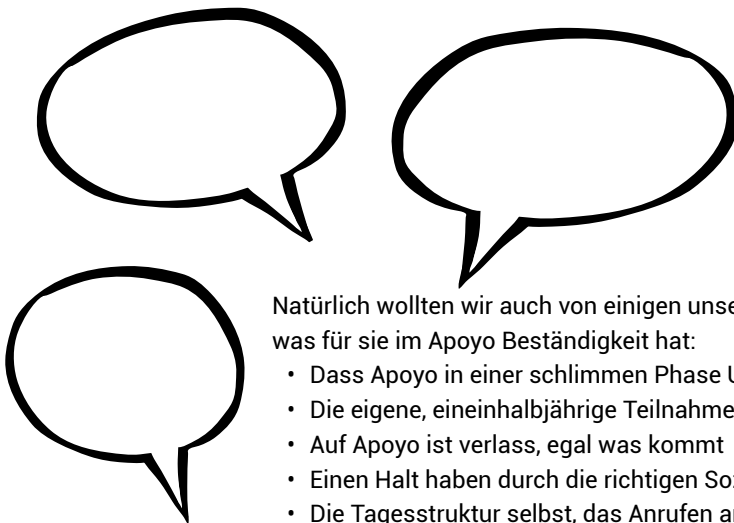 Natürlich wollten wir auch von einigen unse
was für sie im Apoyo Beständigkeit hat:
• Dass Apoyo in einer schlimmen Phase U
• Die eigene, eineinhalbjährige Teilnahme
• Auf Apoyo ist verlass, egal was kommt
• Einen Halt haben durch die richtigen Soz
• Die Tagesstruktur selbst, das Anrufen an